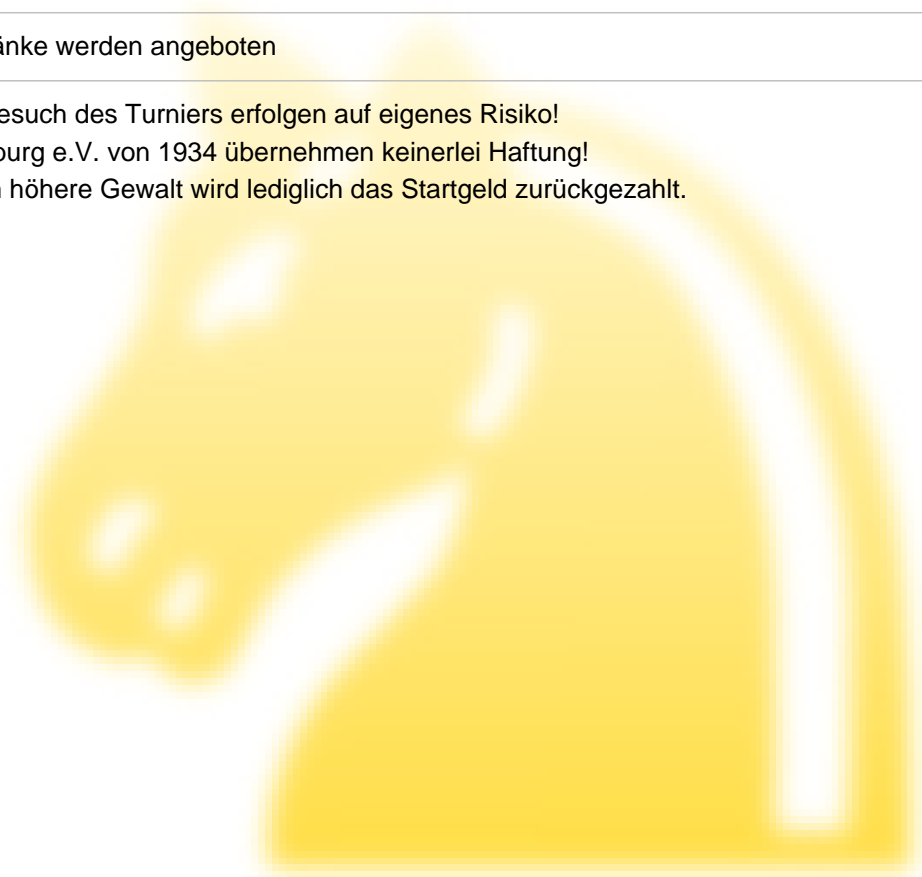 änke werden angeboten
esuch des Turniers erfolgen auf eigenes Risiko!
ourg e.V. von 1934 übernehmen keinerlei Haftung!
höhere Gewalt wird lediglich das Startgeld zurückgezahlt.